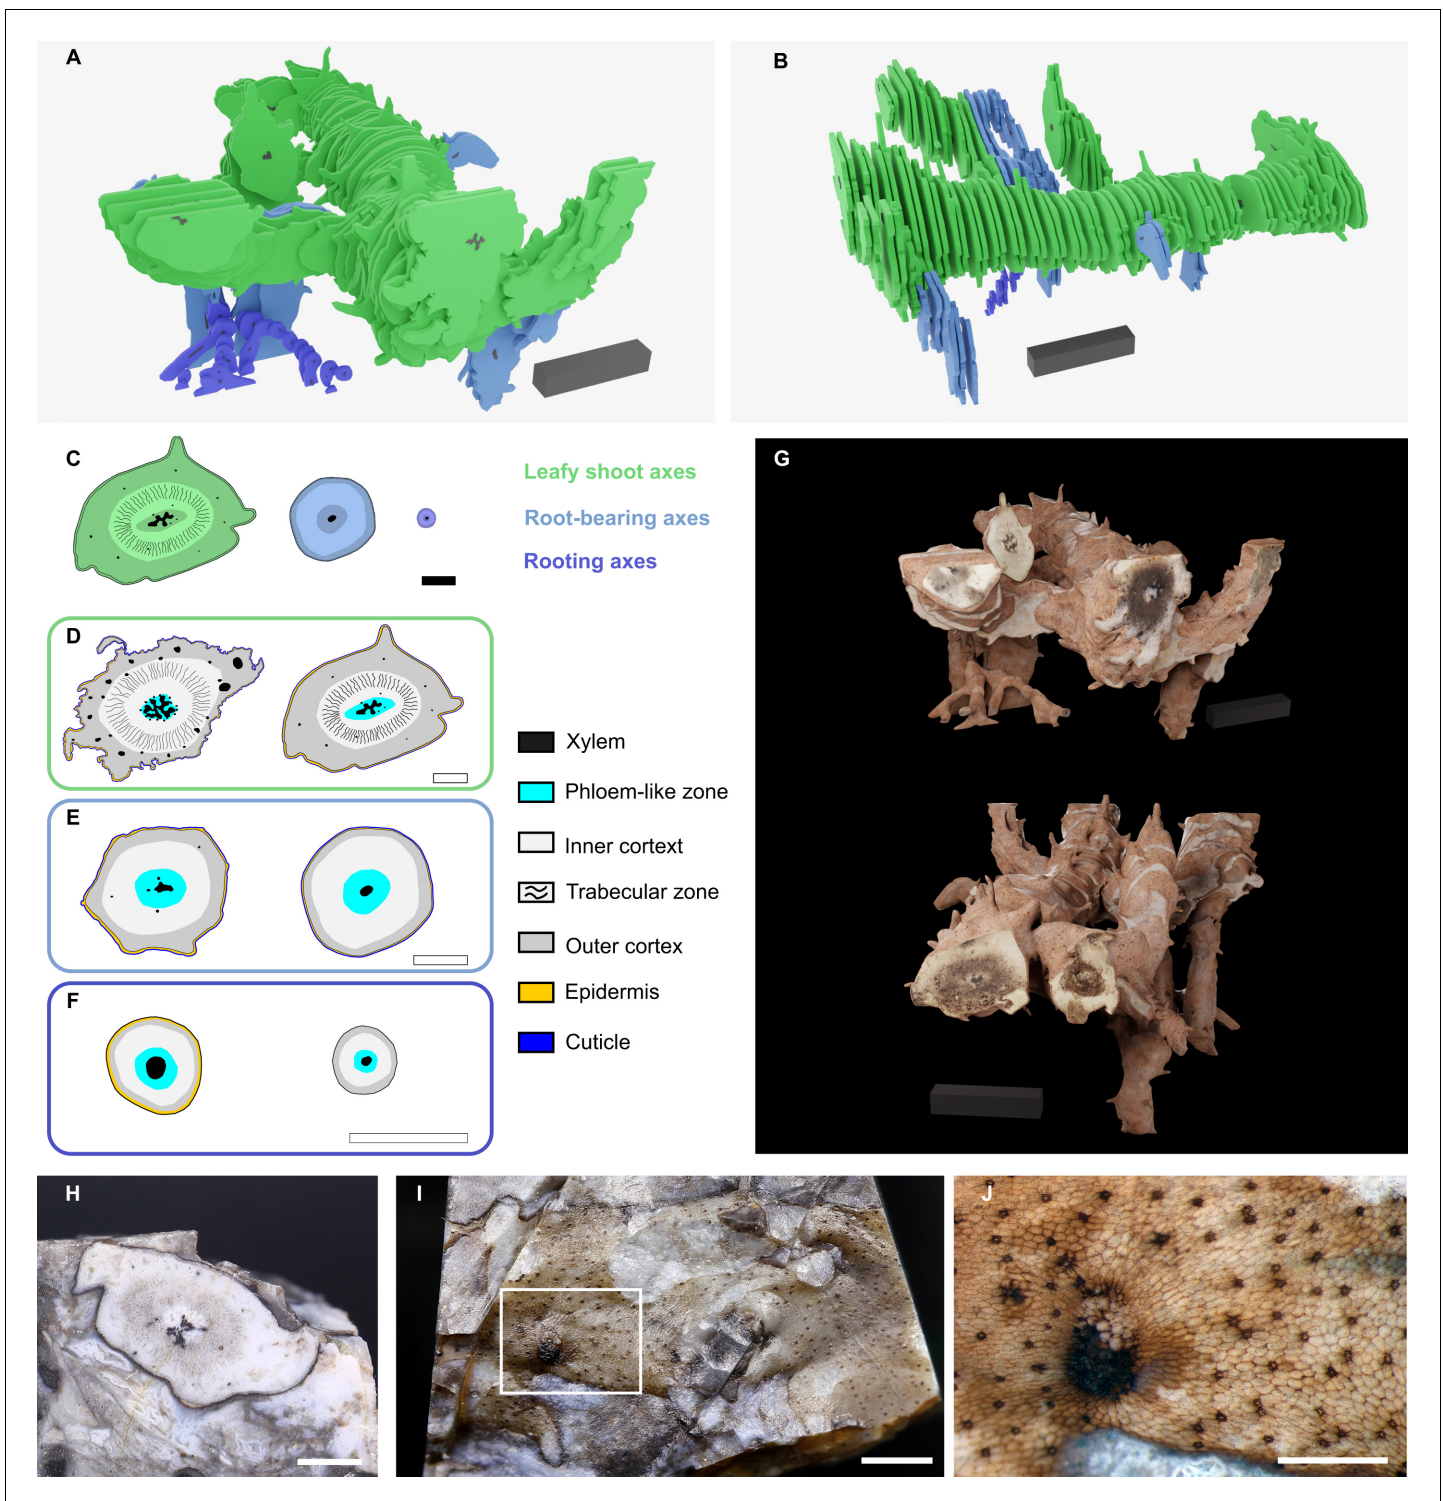 A
B
C
Leafy shoot axes
Root-bearing axes
Rooting axes
G
D
E
F
Xylem
Phloem-like zone
Inner cortext
Trabecular zone
Outer cortex
Epidermis
Cuticle
H
I
J